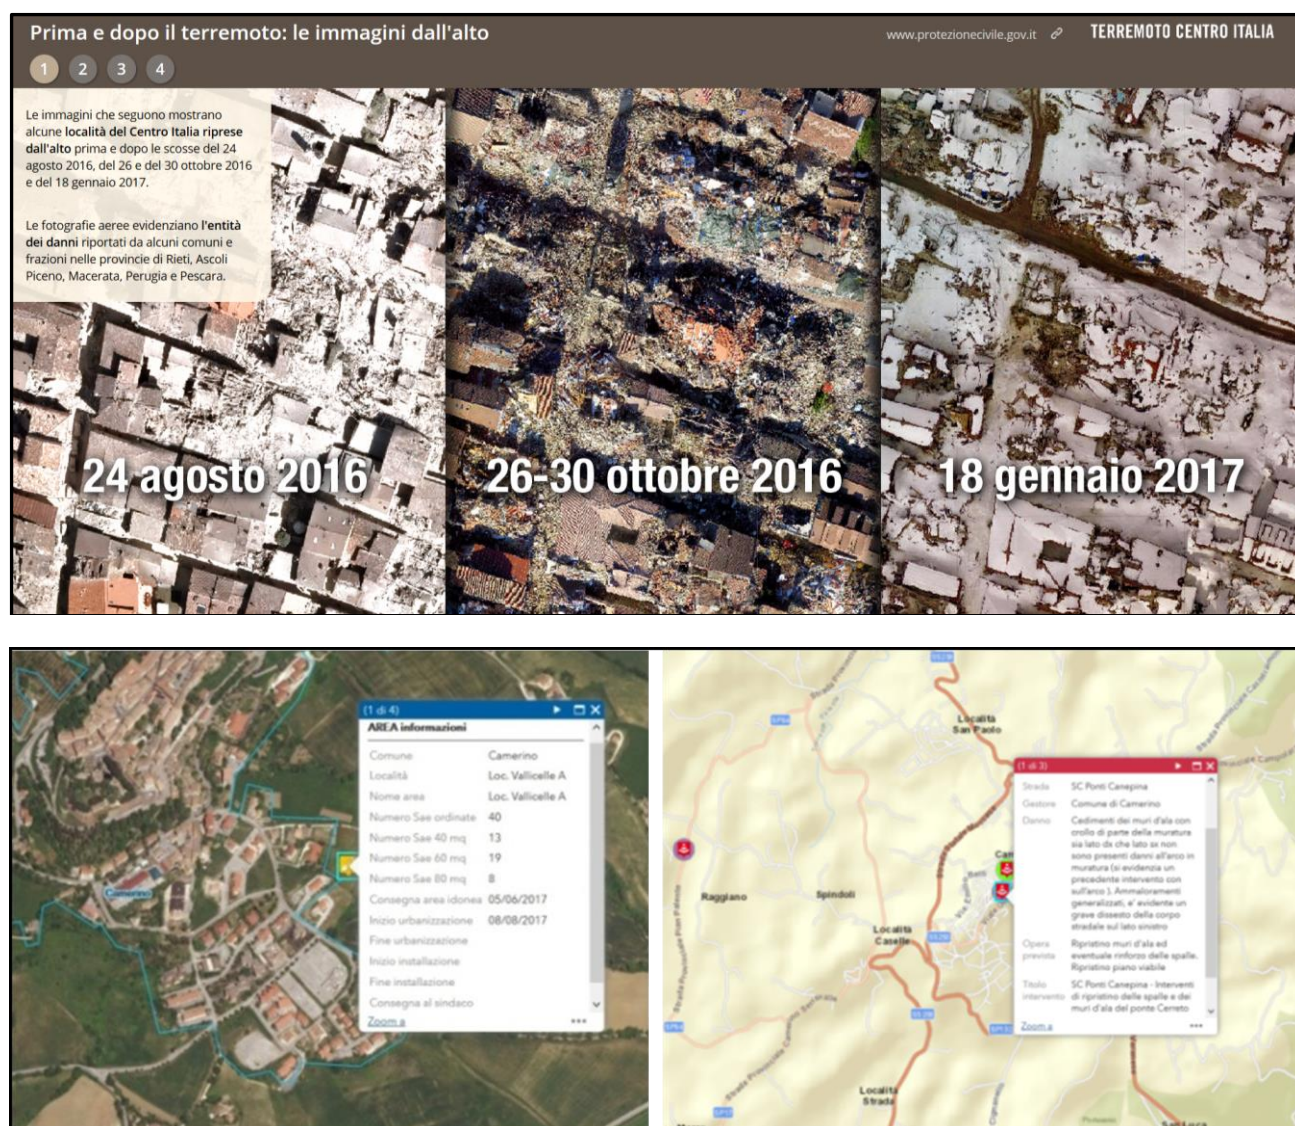 Prima e dopo il terremoto: le immagini dall'alto
www.protezionecivile.gov.it
TERREMOTO CENTRO ITALIA
1 2 3 4
Le immagini che seguono mostrano
alcune località del Centro Italia riprese
dall'alto prima e dopo le scosse del 24
agosto 2016, del 26 e del 30 ottobre 2016
e del 18 gennaio 2017.
Le fotografie aeree evidenziano l'entità
dei danni riportati da alcuni comuni e
frazioni nelle provincie di Rieti, Ascoli
Piceno, Macerata, Perugia e Pescara.
24 agosto 2016
26-30 ottobre 2016
18 gennaio 2017
(1 di 4)
AREA informazioni
Comune Camerino
Località Loc. Vallicelle A
Nome area Loc. Vallicelle A
Numero Sae ordinate 40
Numero Sae 40 mq 13
Numero Sae 60 mq 19
Numero Sae 80 mq 8
Consegna area idonea 05/06/2017
Inizio urbanizzazione 08/08/2017
Fine urbanizzazione
Inizio installazione
Fine installazione
Consegna al sindaco
Zoom a
Camerino
Località
San Paolo
(1 di 3)
Strada SC Ponti Canepina
Gestore Comune di Camerino
Danno Cedimenti dei muri d'ala con
crollo di parte della muratura
sia lato dx che lato sx non
sono presenti danni all'arco in
muratura (si evidenzia un
precedente intervento con
sull'arco ). Ammaloramenti
generalizzati, e' evidente un
grave dissesto della corpo
stradale sul lato sinistro
Opera Ripristino muri d'ala ed
prevista eventuale rinforzo delle spalle.
Ripristino piano viabile
Titolo SC Ponti Canepina - Interventi
intervento di ripristino delle spalle e dei
muri d'ala del ponte Cerreto
Zoom a
Raggiano
Spindoli
Località
Caselle
Località
Strada
San Luca